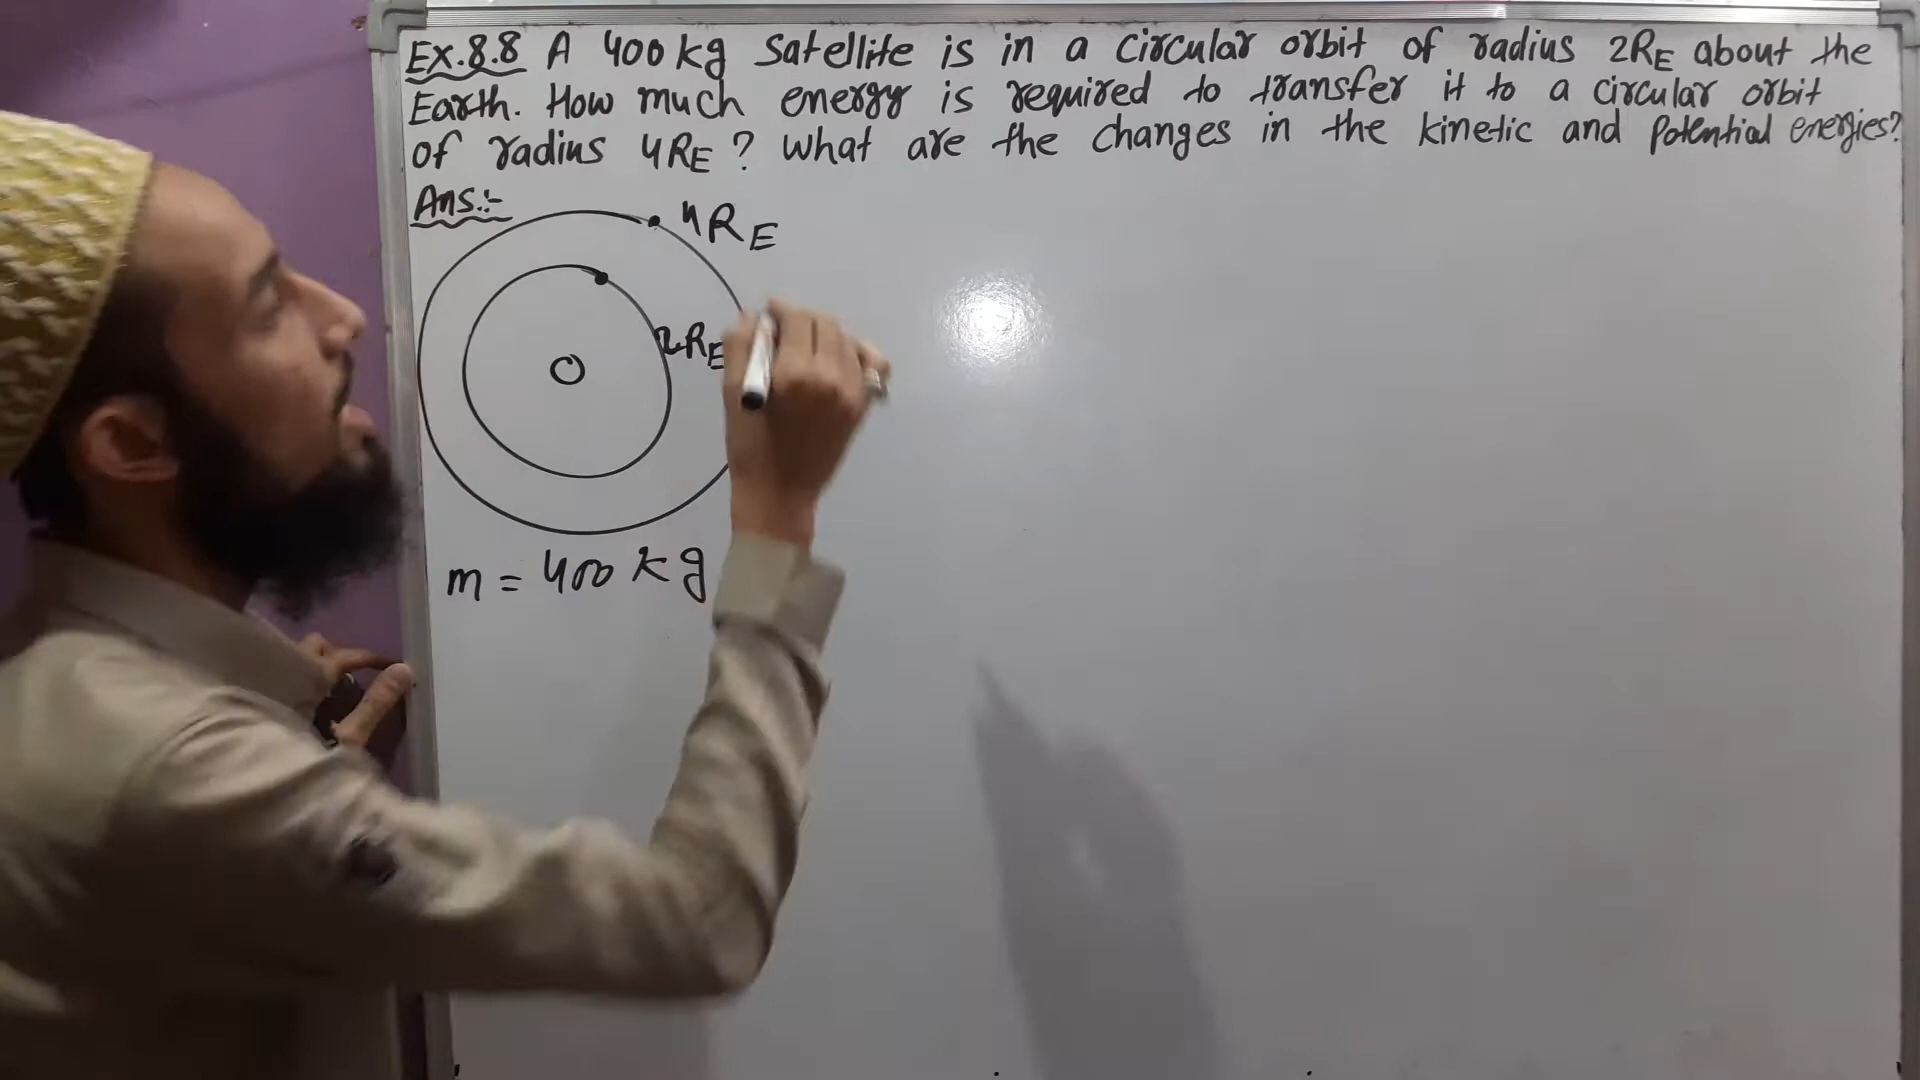 Ex.8.8 A 400 kg Satellite is in a circular orbit of radius 2RE about the
Earth. How much energy is required to transfer it to a circular orbit
of radius 4RE ? What are the changes in the kinetic and Potential energies?
Ans.:-
4RE
2RE
m = 400 kg